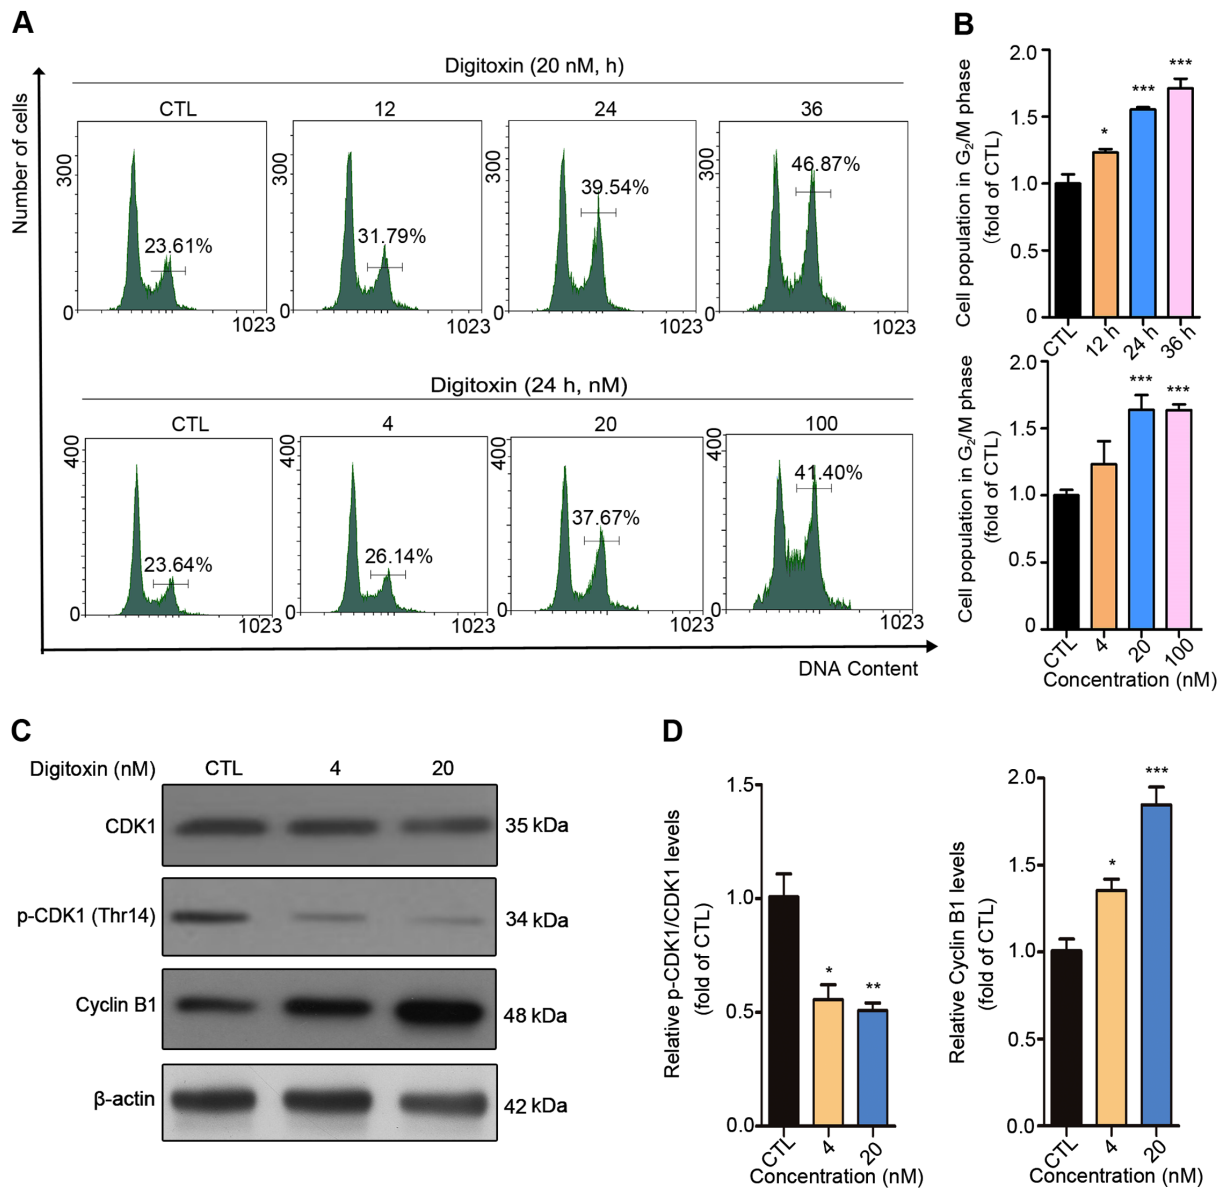 A
Digitoxin (20 nM, h)
Number of cells
CTL
12
24
36
300
0
23.61%
1023
300
0
31.79%
1023
300
0
39.54%
1023
300
0
46.87%
1023
Digitoxin (24 h, nM)
CTL
4
20
100
400
0
23.64%
1023
400
0
26.14%
1023
400
0
37.67%
1023
400
0
41.40%
1023
DNA Content
B
Cell population in G₂/M phase
(fold of CTL)
2.0
1.5
1.0
0.5
0
*
***
***
CTL
12 h
24 h
36 h
Cell population in G₂/M phase
(fold of CTL)
2.0
1.5
1.0
0.5
0
***
***
CTL
4
20
100
Concentration (nM)
C
Digitoxin (nM)
CTL
4
20
CDK1
35 kDa
p-CDK1 (Thr14)
34 kDa
Cyclin B1
48 kDa
β-actin
42 kDa
D
Relative p-CDK1/CDK1 levels
(fold of CTL)
1.5
1.0
0.5
0.0
*
**
CTL
4
20
Concentration (nM)
Relative Cyclin B1 levels
(fold of CTL)
2.0
1.5
1.0
0.5
0.0
*
***
CTL
4
20
Concentration (nM)